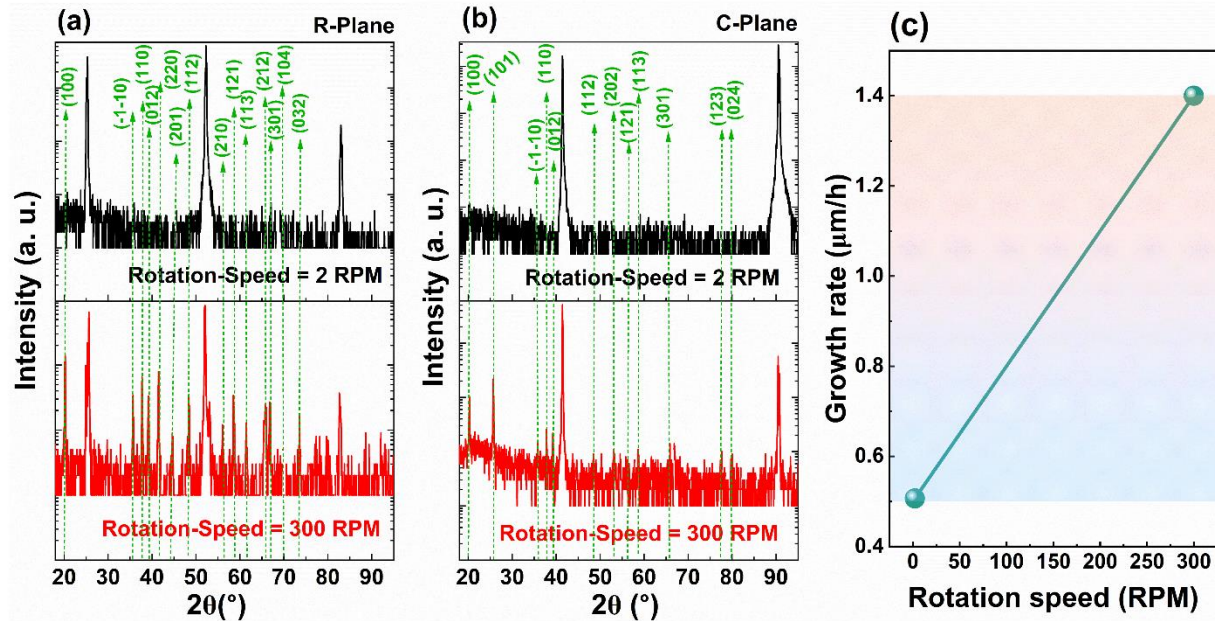 (a)
R-Plane
(100)
(-1-10)
(110)
(012)
(220)
(201)
(112)
(210)
(121)
(113)
(212)
(301)
(104)
(032)
Rotation-Speed = 2 RPM
Rotation-Speed = 300 RPM
Intensity (a. u.)
20 30 40 50 60 70 80 90
2θ(°)
(b)
C-Plane
(100)
(101)
(-1-10)
(110)
(012)
(112)
(202)
(121)
(113)
(301)
(123)
(024)
Rotation-Speed = 2 RPM
Rotation-Speed = 300 RPM
Intensity (a. u.)
20 30 40 50 60 70 80 90
2θ(°)
(c)
1.4
1.2
1.0
0.8
0.6
0.4
Growth rate (μm/h)
0 50 100 150 200 250 300
Rotation speed (RPM)